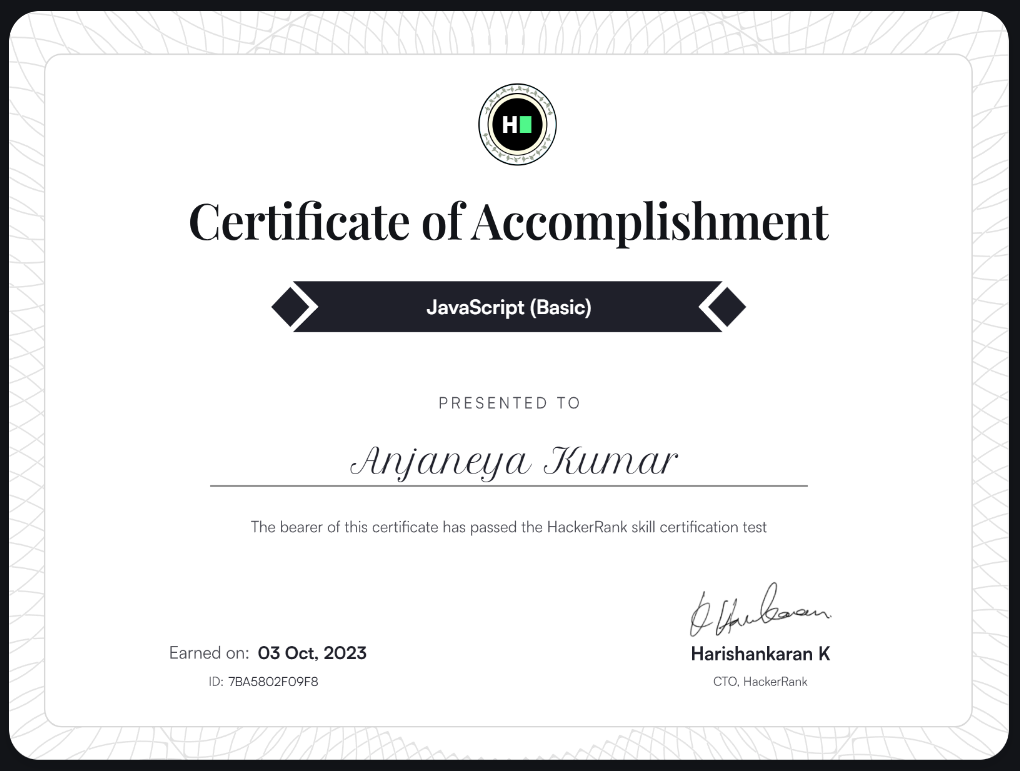 H
Certificate of Accomplishment
JavaScript (Basic)
PRESENTED TO
Anjaneya Kumar
The bearer of this certificate has passed the HackerRank skill certification test
Earned on: 03 Oct, 2023
ID: 7BA5802F09F8
Harishankaran K
CTO, HackerRank